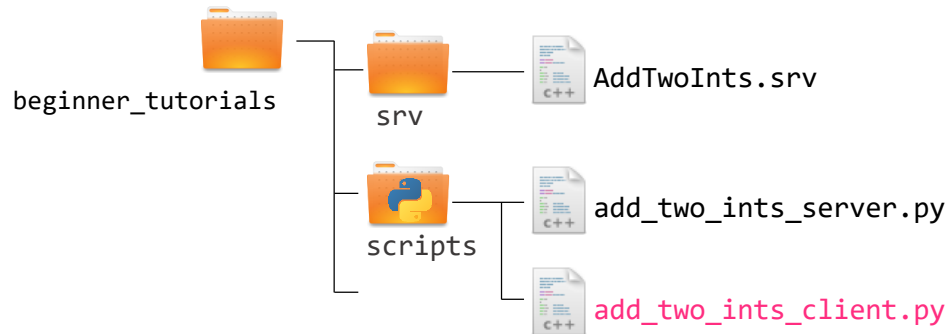 beginner_tutorials
srv
C++
AddTwoInts.srv
scripts
C++
add_two_ints_server.py
C++
add_two_ints_client.py